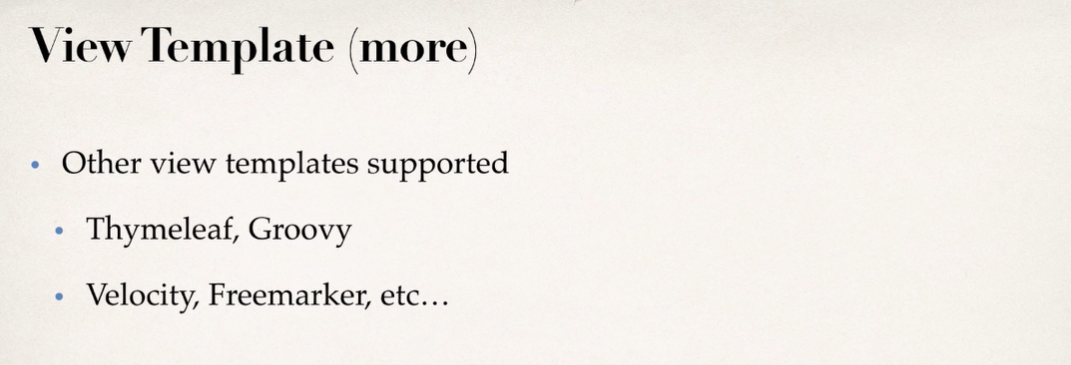 View Template (more)
• Other view templates supported
• Thymeleaf, Groovy
• Velocity, Freemarker, etc…